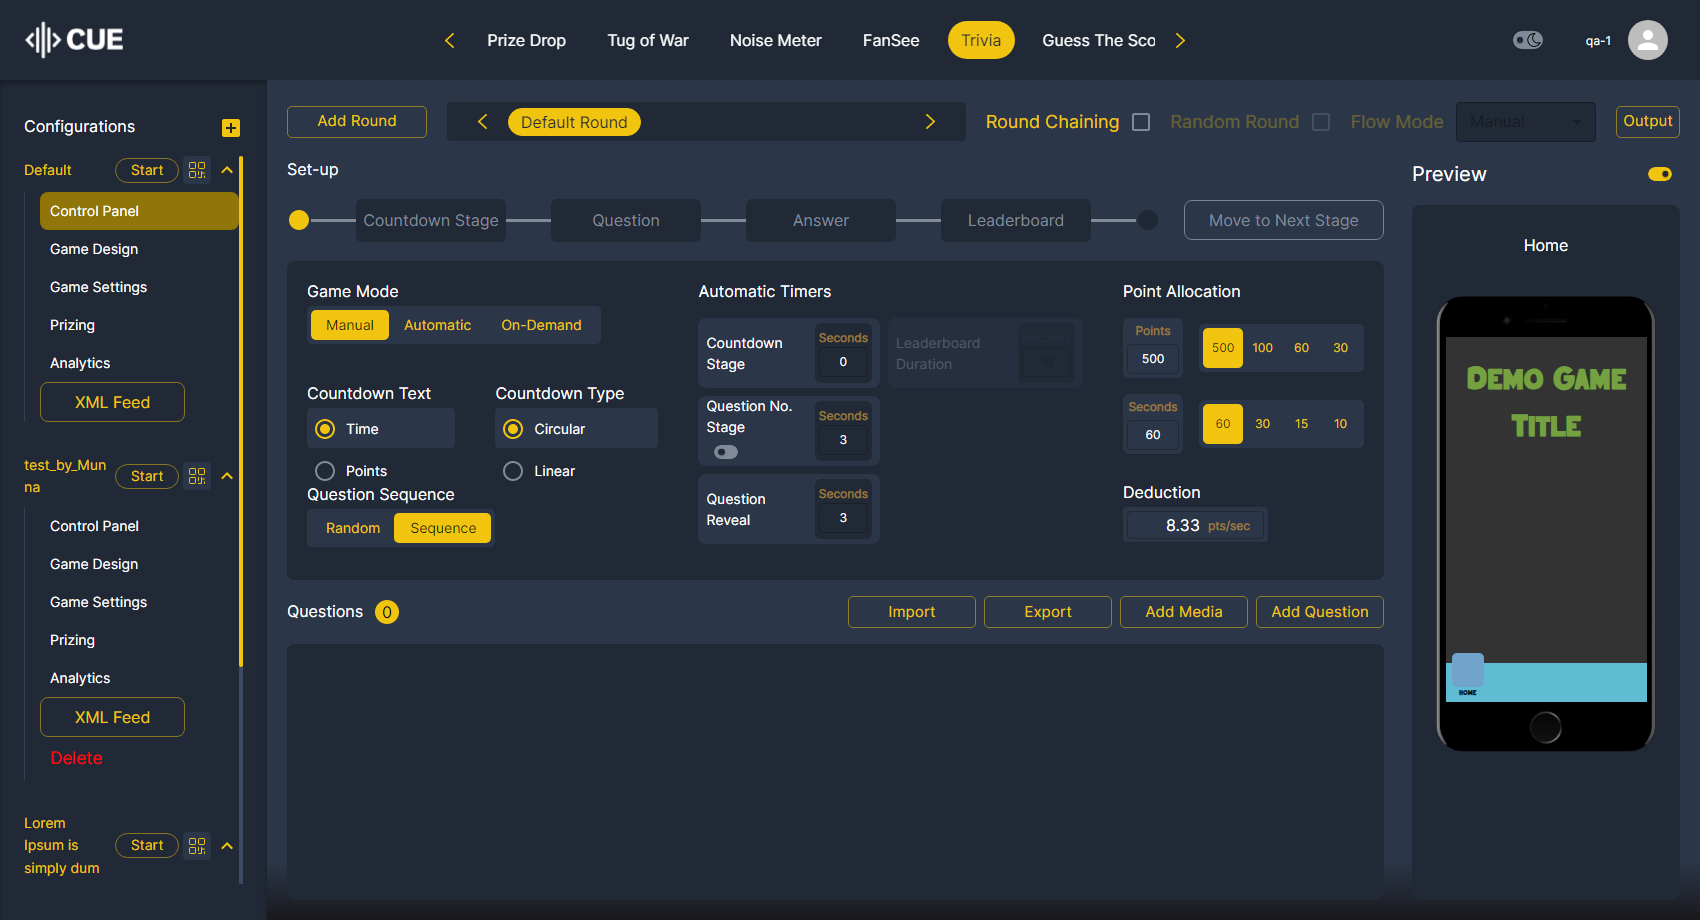 CUE
Prize Drop
Tug of War
Noise Meter
FanSee
Trivia
Guess The Sco
qa-1
Configurations
Default
Start
Control Panel
Game Design
Game Settings
Prizing
Analytics
XML Feed
test_by_Mun
na
Start
Control Panel
Game Design
Game Settings
Prizing
Analytics
XML Feed
Delete
Lorem
Ipsum is
simply dum
Start
Add Round
Default Round
Round Chaining
Random Round
Flow Mode
Manual
Output
Set-up
Countdown Stage
Question
Answer
Leaderboard
Move to Next Stage
Game Mode
Manual
Automatic
On-Demand
Countdown Text
Time
Points
Countdown Type
Circular
Linear
Question Sequence
Random
Sequence
Automatic Timers
Countdown
Stage
Seconds
0
Leaderboard
Duration
Seconds
10
Question No.
Stage
Seconds
3
Question
Reveal
Seconds
3
Point Allocation
Points
500
500
100
60
30
Seconds
60
60
30
15
10
Deduction
8.33 pts/sec
Questions 0
Import
Export
Add Media
Add Question
Preview
Home
Demo Game
Title
HOME